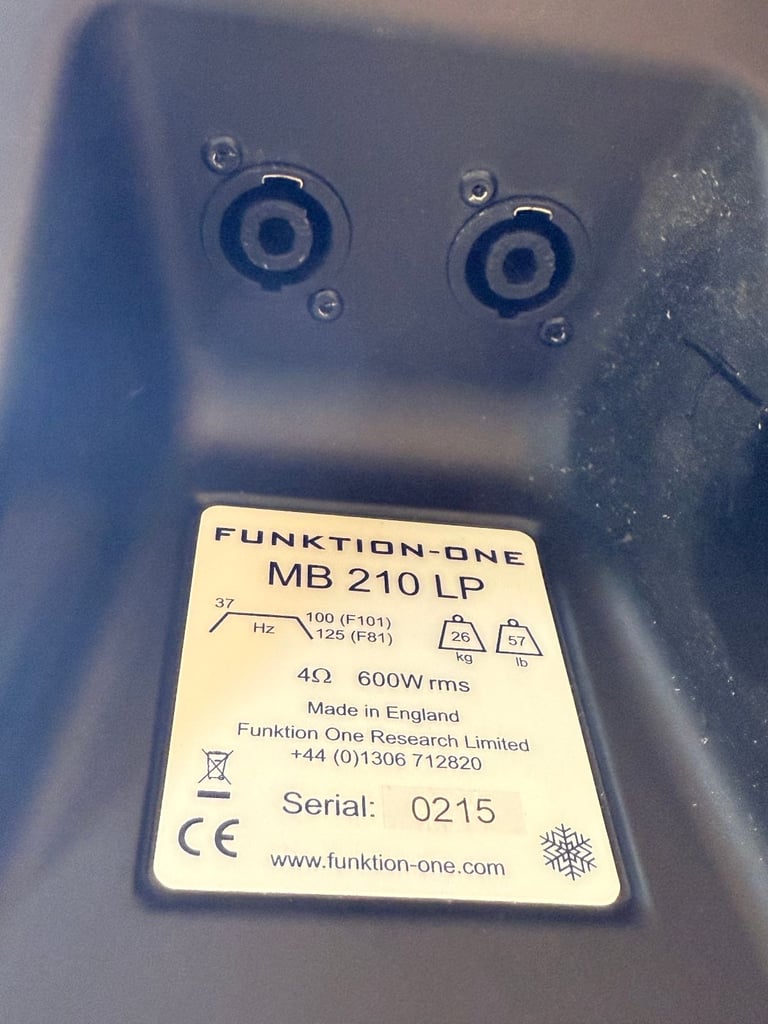 FUNKTION-ONE
MB 210 LP
37 Hz 100 (F101)
125 (F81)
26 kg 57 lb
4Ω 600W rms
Made in England
Funktion One Research Limited
+44 (0)1306 712820
Serial: 0215
CE
www.funktion-one.com